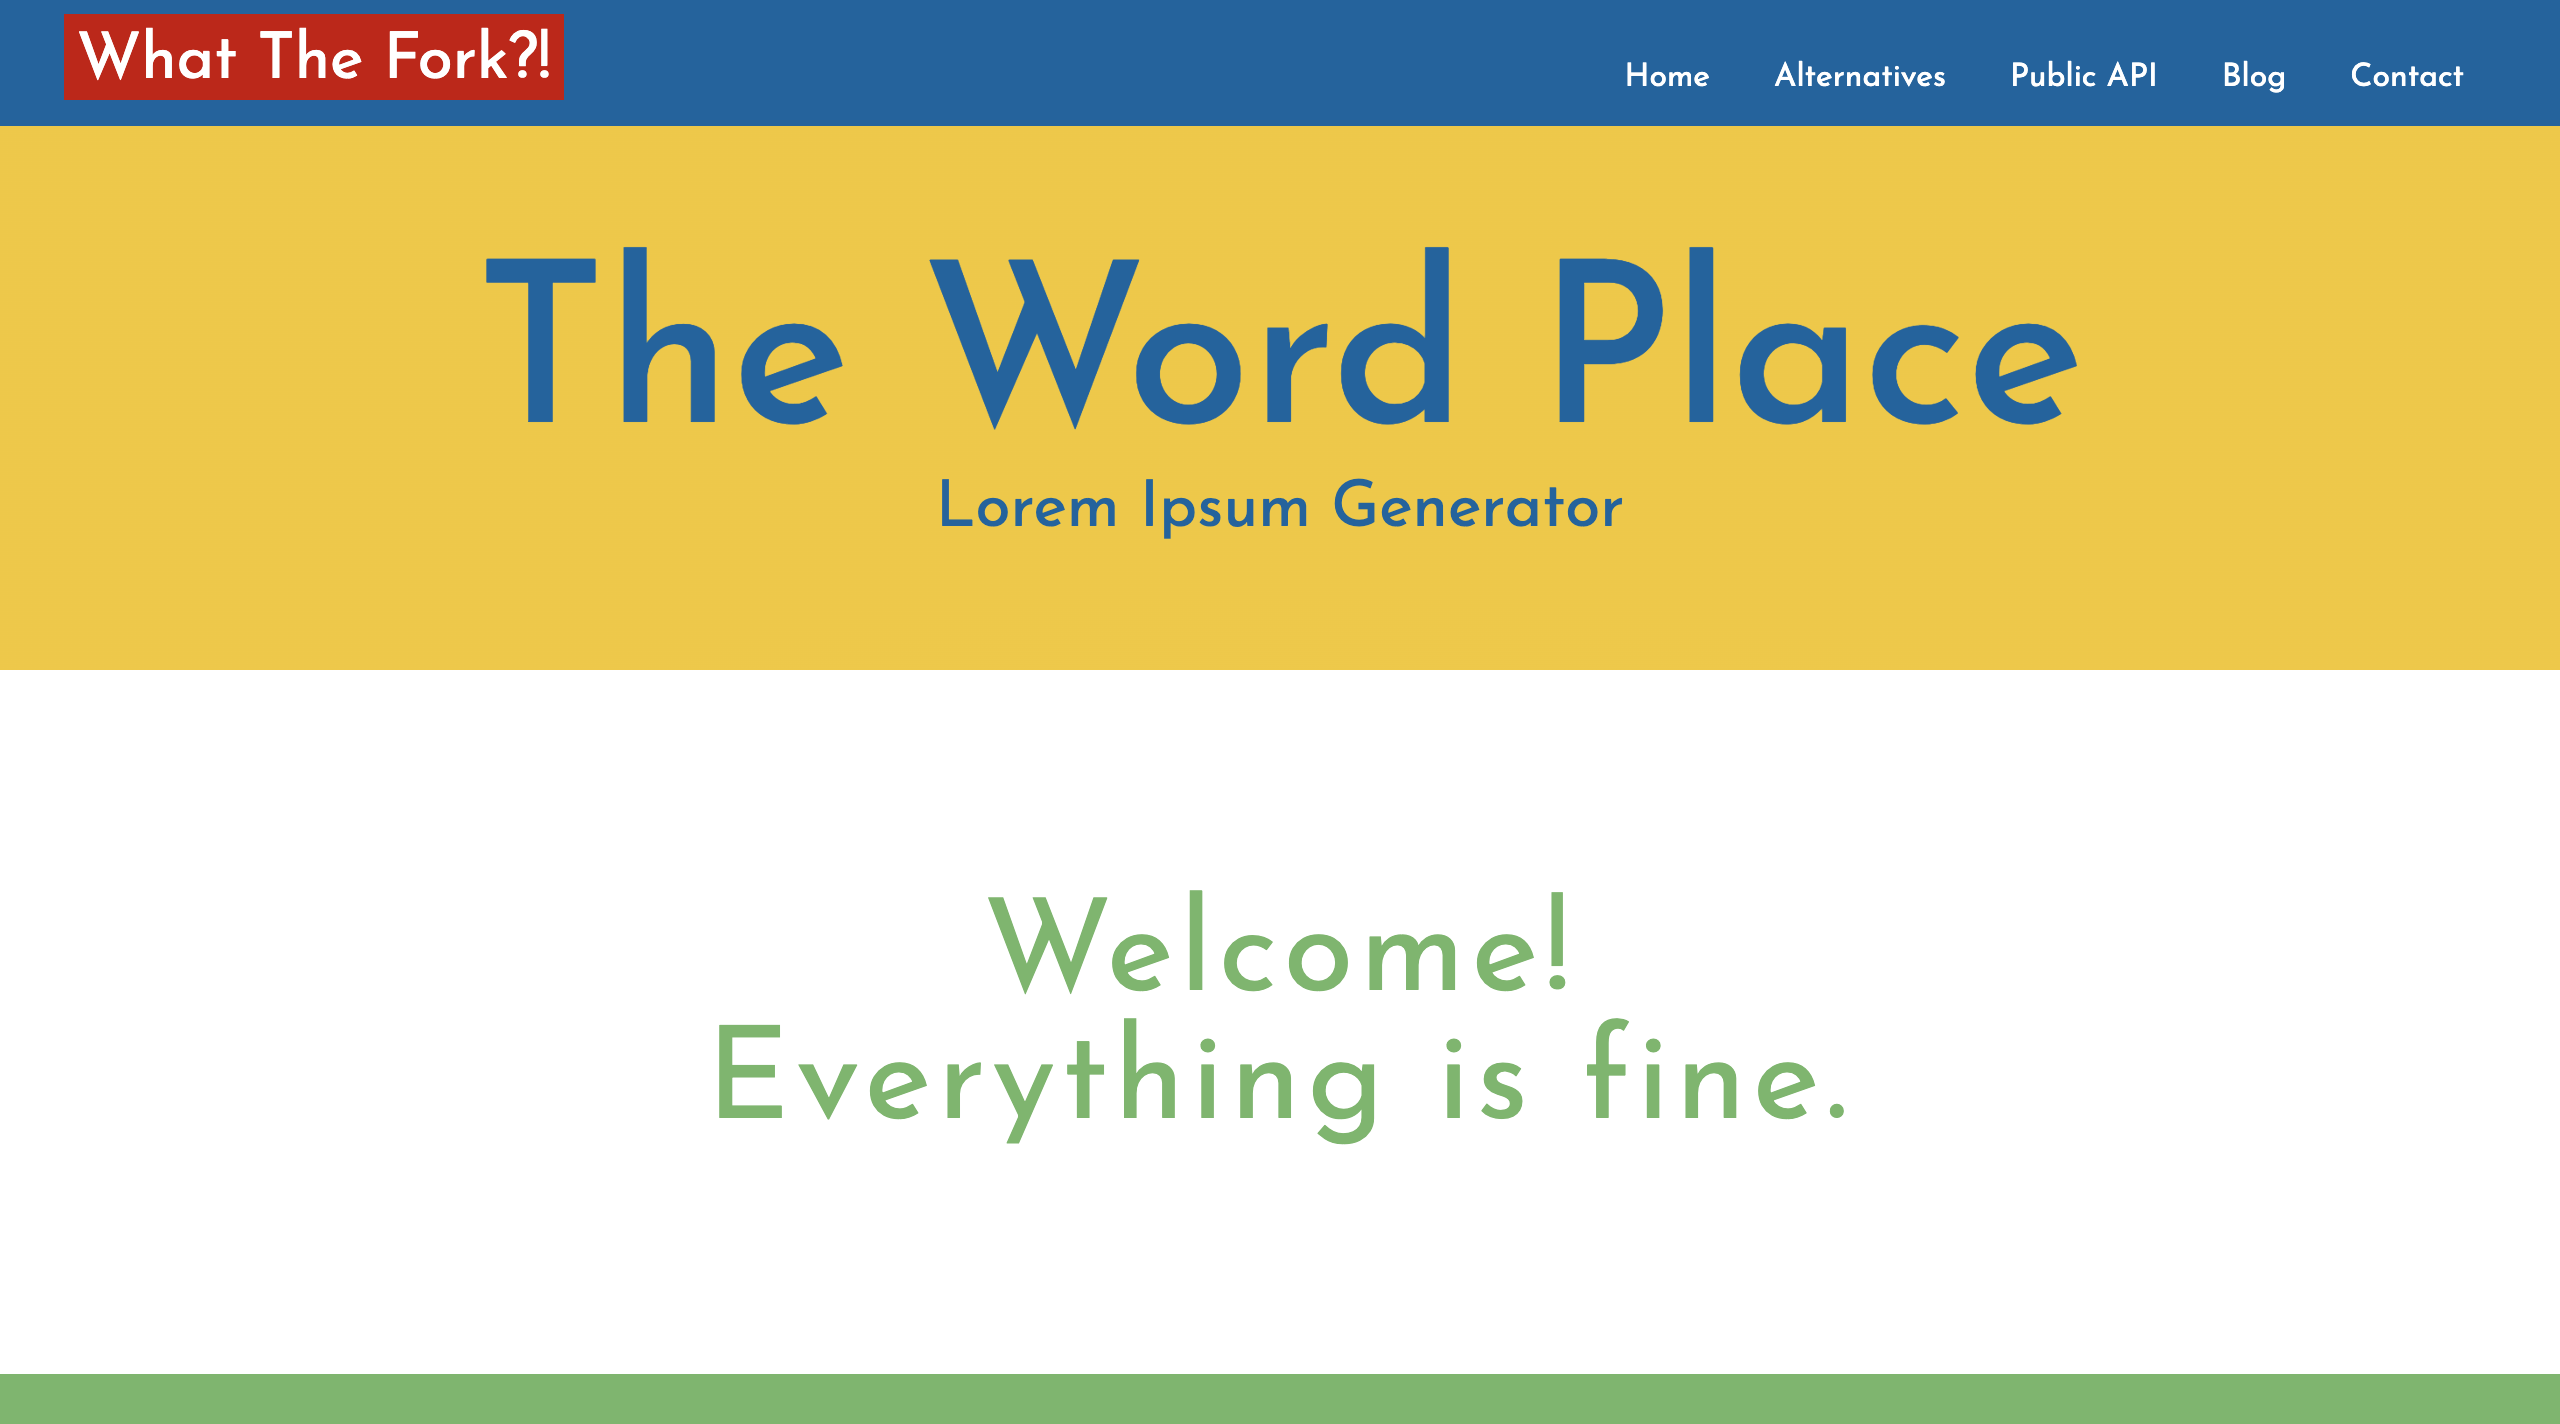 What The Fork?!
Home Alternatives Public API Blog Contact
The Word Place
Lorem Ipsum Generator
Welcome!
Everything is fine.